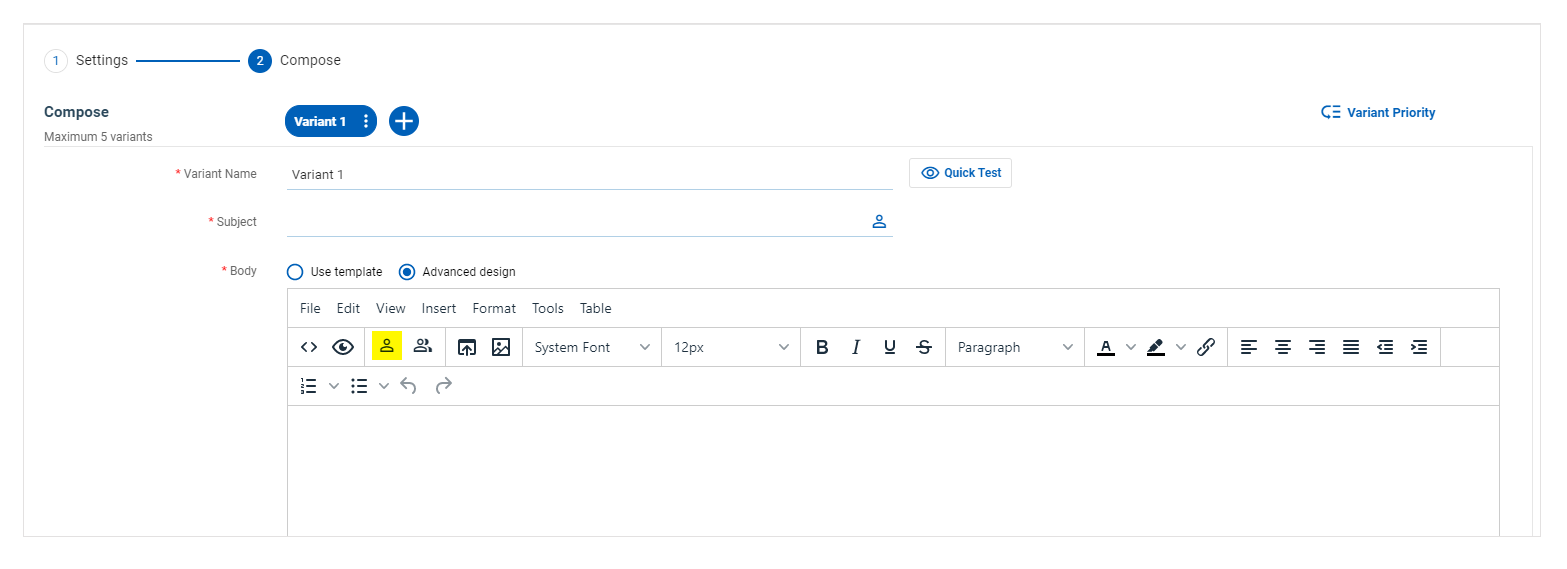 1 Settings 2 Compose
Compose
Maximum 5 variants
Variant 1
Variant Priority
* Variant Name Variant 1 Quick Test
* Subject
* Body Use template Advanced design
File Edit View Insert Format Tools Table
System Font 12px B I U S Paragraph A